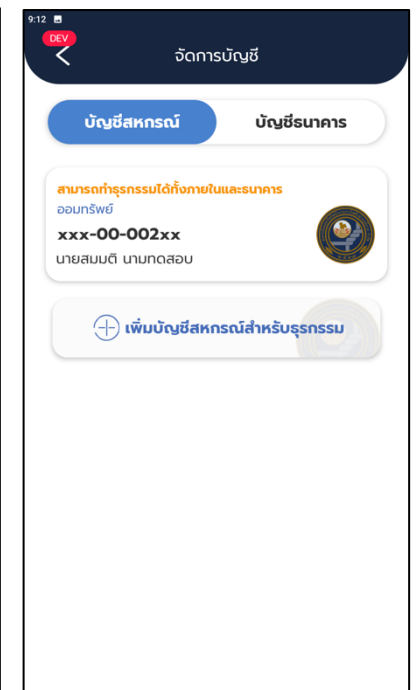 9:12
DEV
จัดการบัญชี
บัญชีสหกรณ์
บัญชีธนาคาร
สามารถทำธุรกรรมได้ทั้งภายในและธนาคาร
ออมทรัพย์
xxx-00-002xx
นายสมมติ นามทดสอบ
เพิ่มบัญชีสหกรณ์สำหรับธุรกรรม